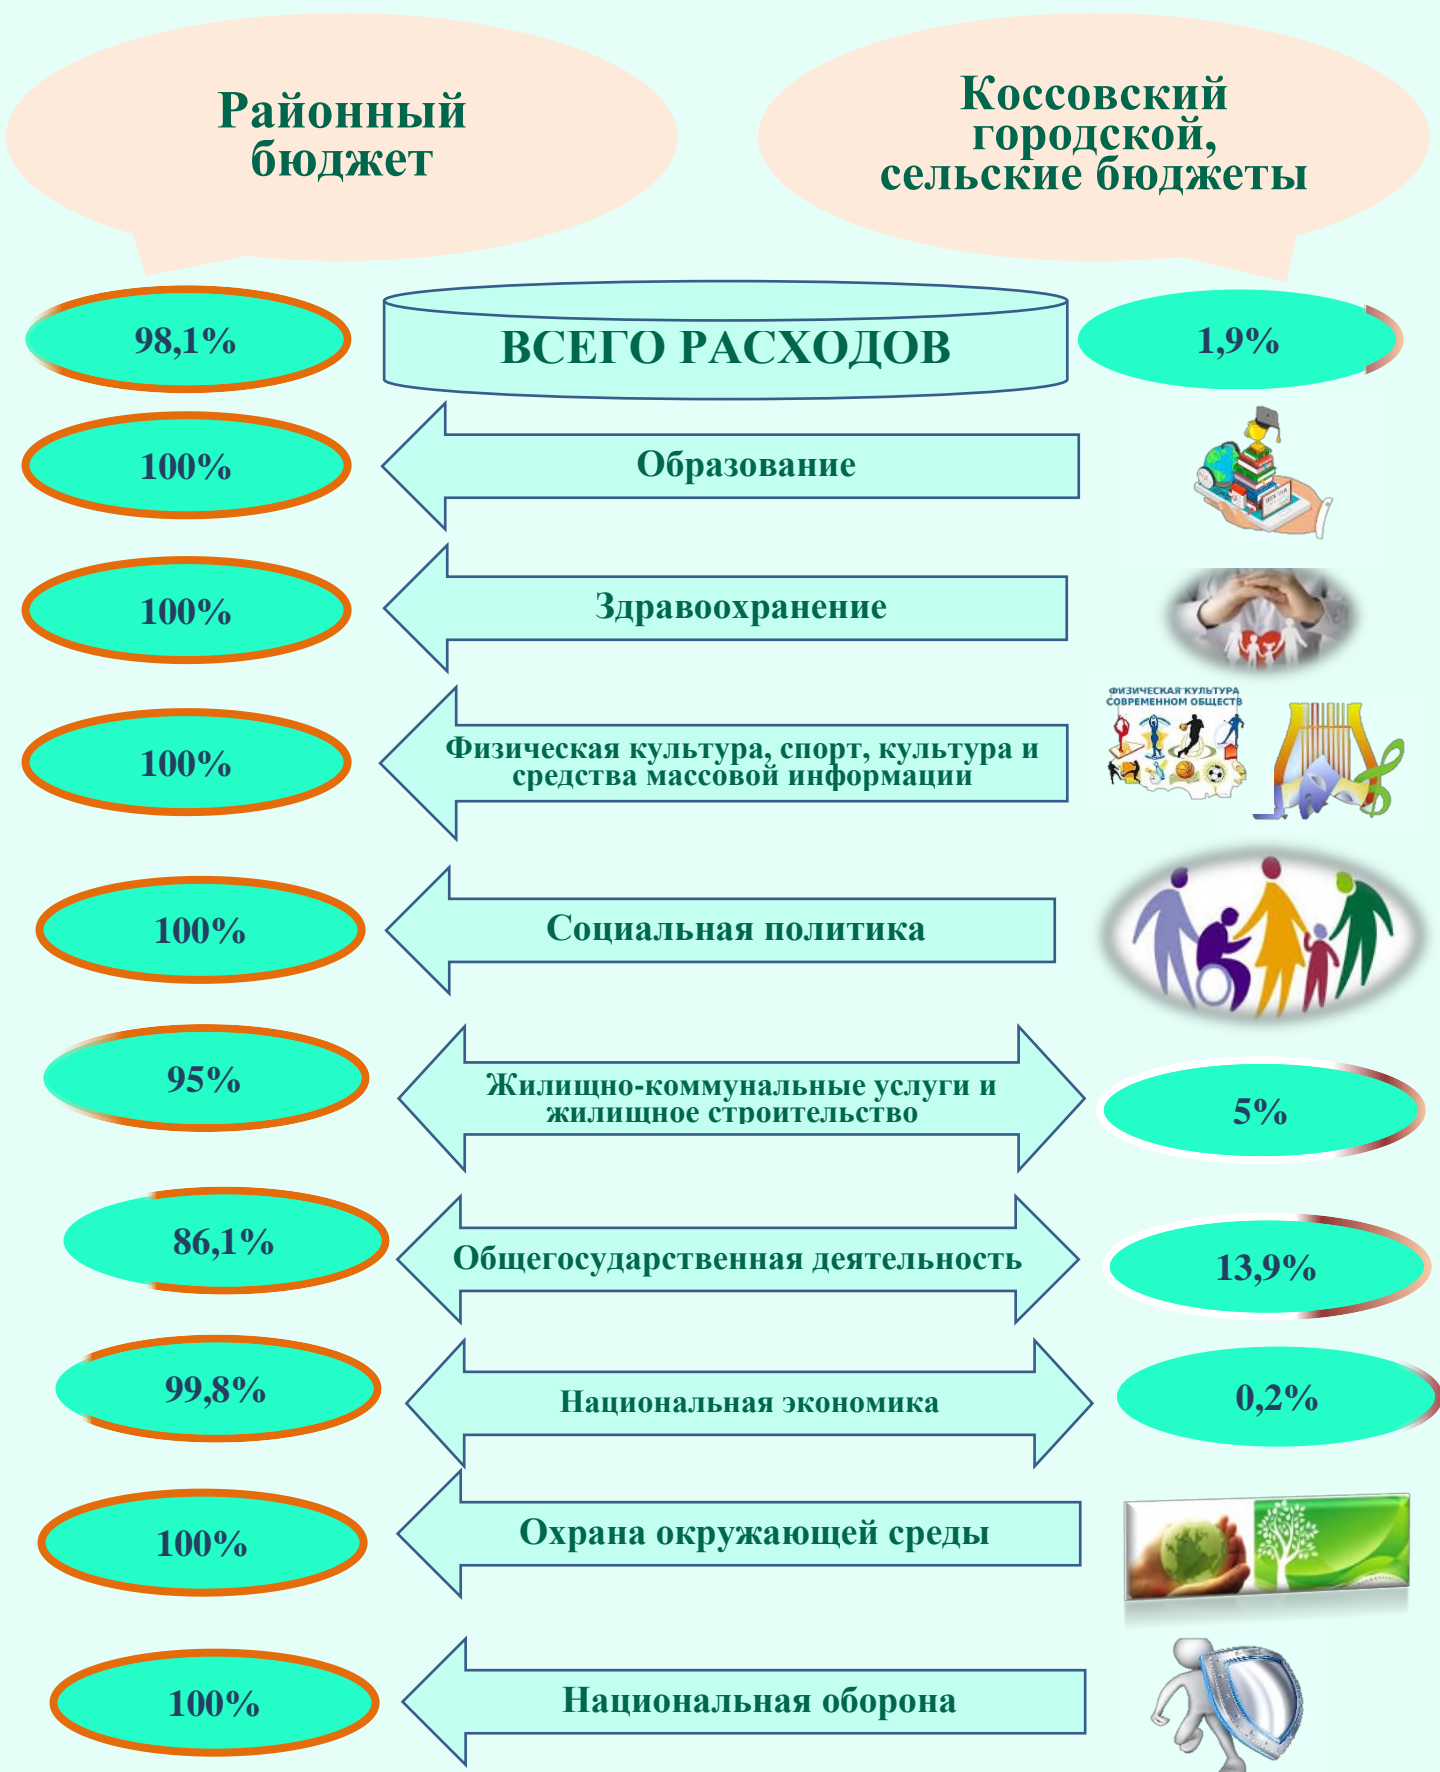 Районный
бюджет
Коссовский
городской,
сельские бюджеты
98,1%
ВСЕГО РАСХОДОВ
1,9%
100%
Образование
100%
Здравоохранение
100%
Физическая культура, спорт, культура и
средства массовой информации
ФИЗИЧЕСКАЯ КУЛЬТУРА
СОВРЕМЕННОМ ОБЩЕСТВ
100%
Социальная политика
95%
Жилищно-коммунальные услуги и
жилищное строительство
5%
86,1%
Общегосударственная деятельность
13,9%
99,8%
Национальная экономика
0,2%
100%
Охрана окружающей среды
100%
Национальная оборона